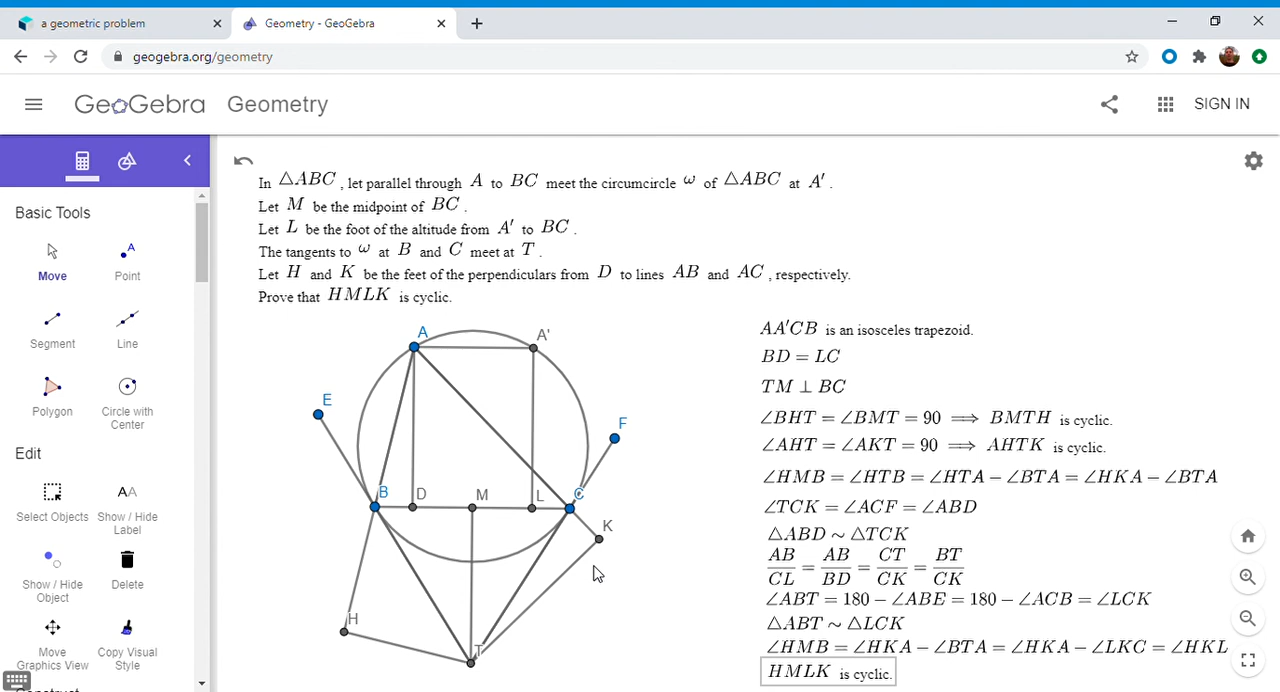 a geometric problem
Geometry - GeoGebra
geogebra.org/geometry
GeoGebra Geometry
SIGN IN
Basic Tools
Move
Point
Segment
Line
Polygon
Circle with
Center
Edit
Select Objects
Show / Hide
Label
Show / Hide
Object
Delete
Move
Graphics View
Copy Visual
Style
In △ABC , let parallel through A to BC meet the circumcircle ω of △ABC at A′ .
Let M be the midpoint of BC .
Let L be the foot of the altitude from A′ to BC .
The tangents to ω at B and C meet at T .
Let H and K be the feet of the perpendiculars from D to lines AB and AC , respectively.
Prove that HMLK is cyclic.
A
A'
E
F
B
D
M
L
C
K
H
T
AA′CB is an isosceles trapezoid.
BD = LC
TM ⊥ BC
∠BHT = ∠BMT = 90 ⟹ BMTH is cyclic.
∠AHT = ∠AKT = 90 ⟹ AHTK is cyclic.
∠HMB = ∠HTB = ∠HTA − ∠BTA = ∠HKA − ∠BTA
∠TCK = ∠ACF = ∠ABD
△ABD ∼ △TCK
AB/CL = AB/BD = CT/CK = BT/CK
∠ABT = 180 − ∠ABE = 180 − ∠ACB = ∠LCK
△ABT ∼ △LCK
∠HMB = ∠HKA − ∠BTA = ∠HKA − ∠LKC = ∠HKL
HMLK is cyclic.